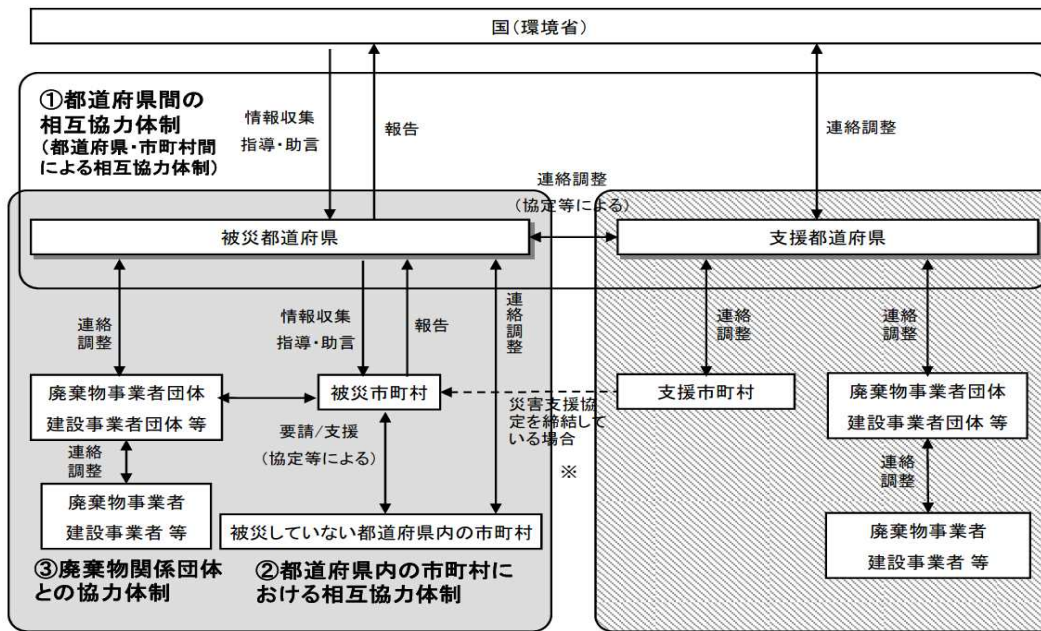 国(環境省)
①都道府県間の
相互協力体制
(都道府県・市町村間
による相互協力体制)
情報収集
指導・助言
報告
連絡調整
連絡調整
(協定等による)
被災都道府県
支援都道府県
連絡
調整
情報収集
指導・助言
報告
連絡調整
連絡
調整
連絡
調整
廃棄物事業者団体
建設事業者団体 等
被災市町村
支援市町村
廃棄物事業者団体
建設事業者団体 等
災害支援協
定を締結して
いる場合
※
要請/支援
(協定等による)
連絡
調整
連絡
調整
廃棄物事業者
建設事業者 等
被災していない都道府県内の市町村
廃棄物事業者
建設事業者 等
③廃棄物関係団体
との協力体制
②都道府県内の市町村に
おける相互協力体制